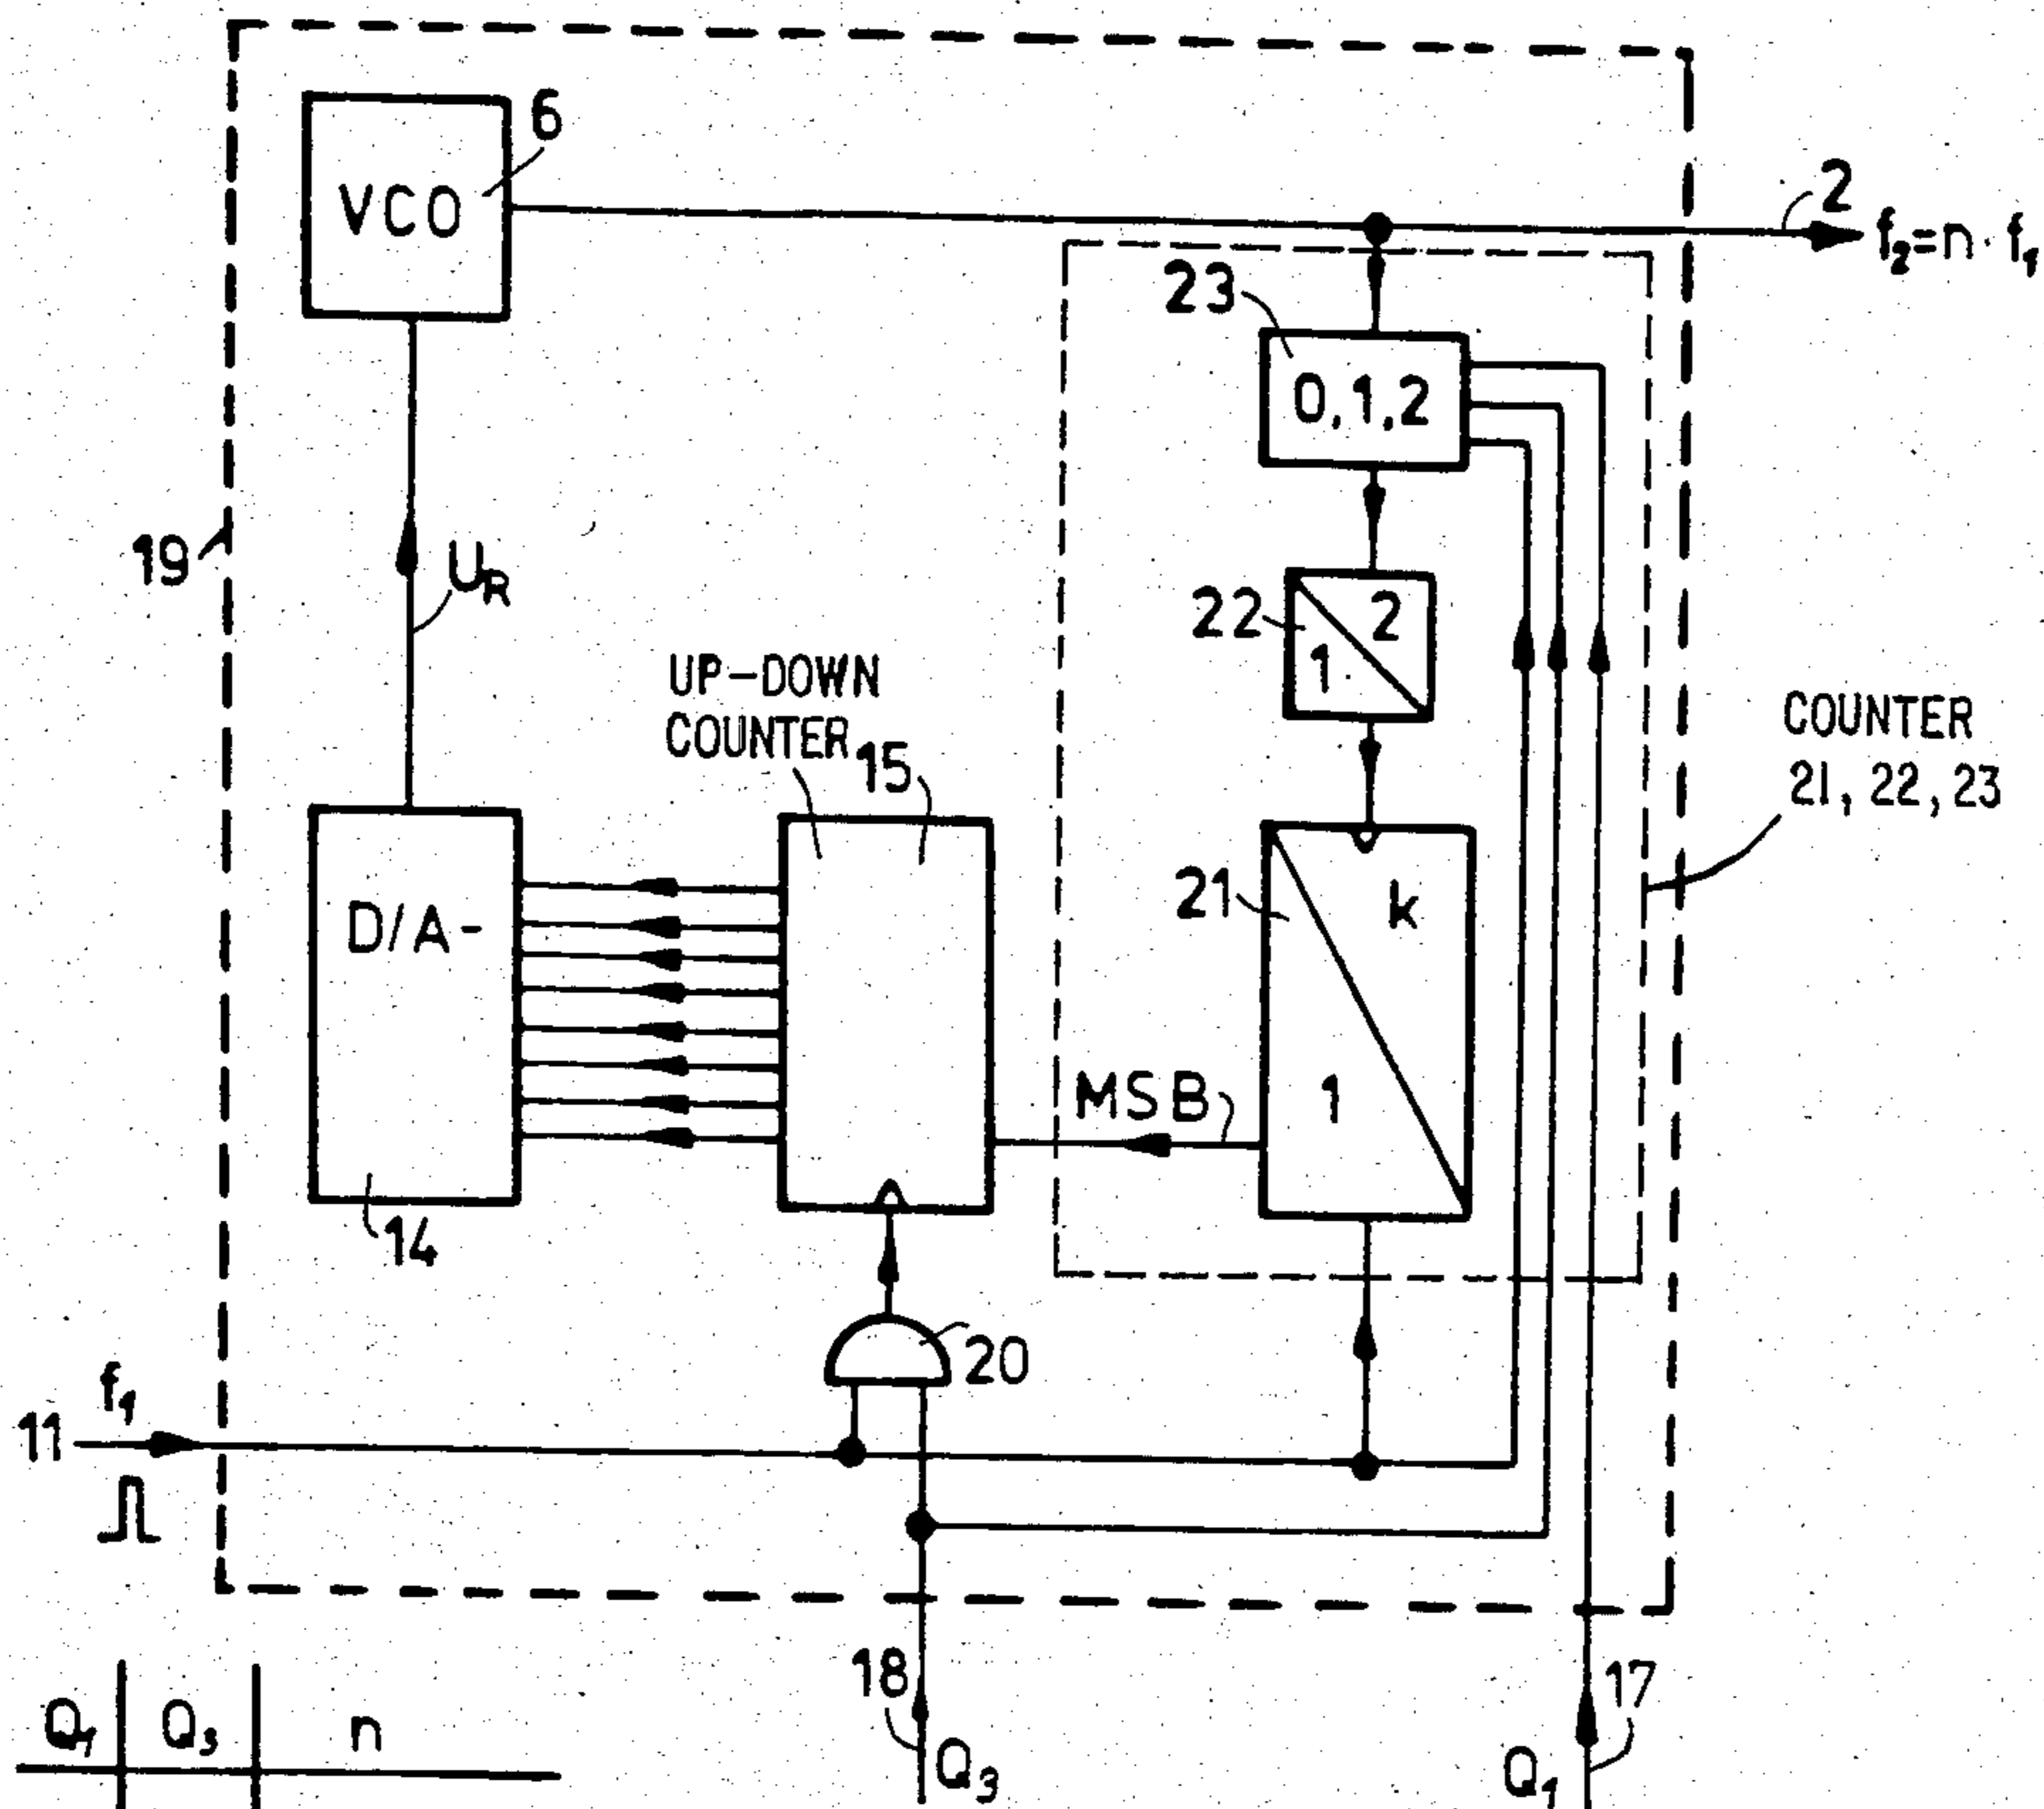 6
VCO
2
f₂=n· f₁
23
0,1,2
19
U_R
22
2
1
UP-DOWN
COUNTER 15
COUNTER
21, 22, 23
D/A-
21
k
1
MSB
14
20
f₁
11
18
17
Q₁ Q₃ n
Q₃
Q₁